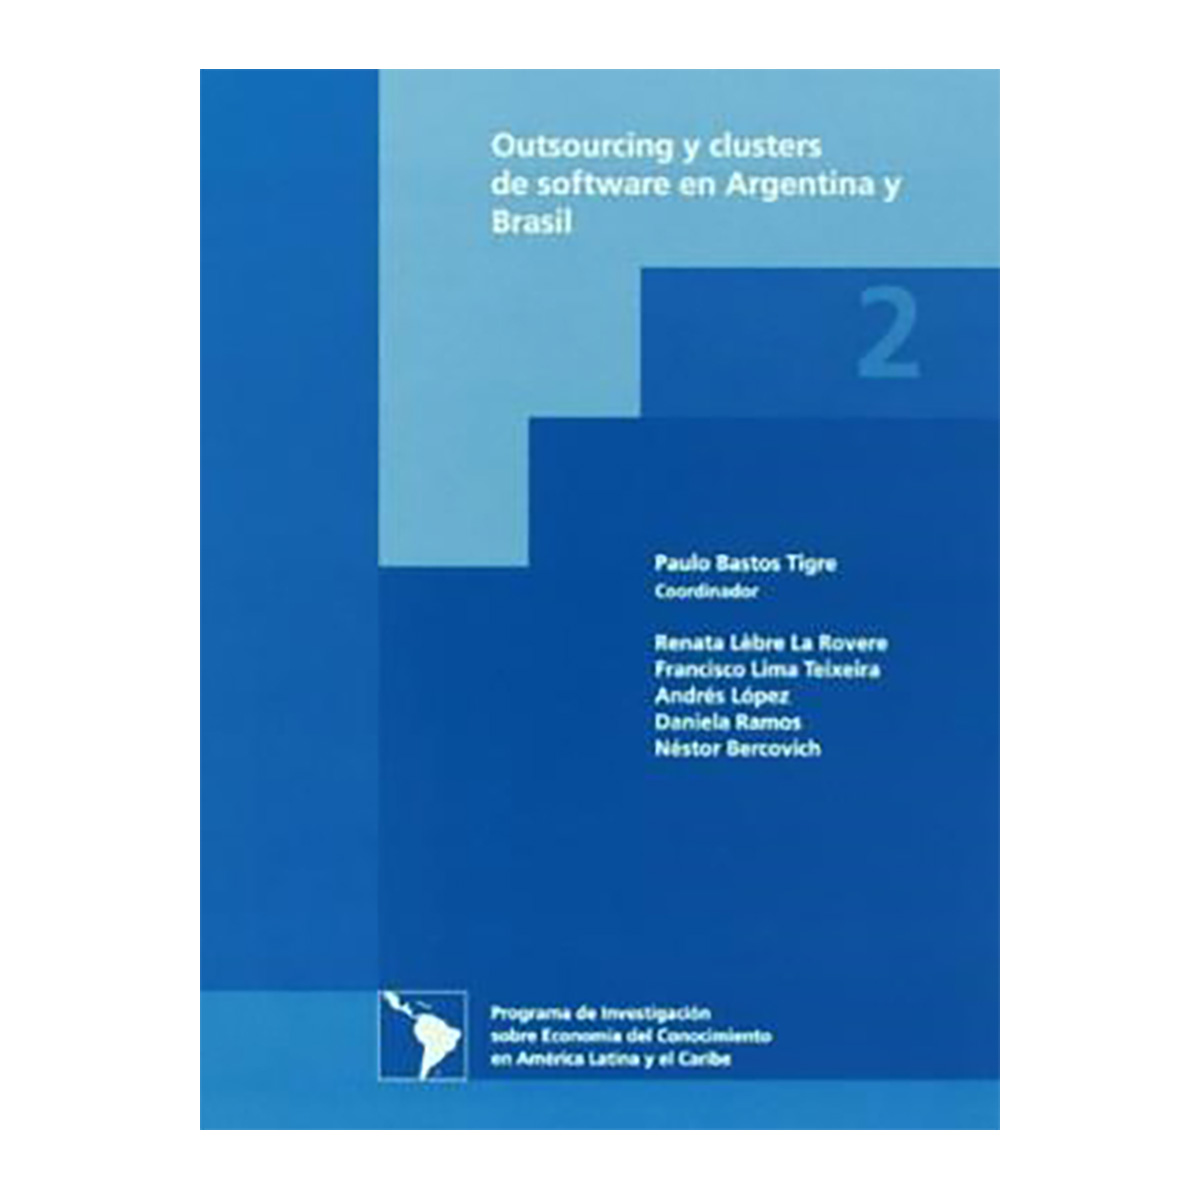 Outsourcing y clusters
de software en Argentina y
Brasil
2
Paulo Bastos Tigre
Coordinador
Renata Lèbre La Rovere
Francisco Lima Teixeira
Andrés López
Daniela Ramos
Néstor Bercovich
Programa de Investigación
sobre Economía del Conocimiento
en América Latina y el Caribe